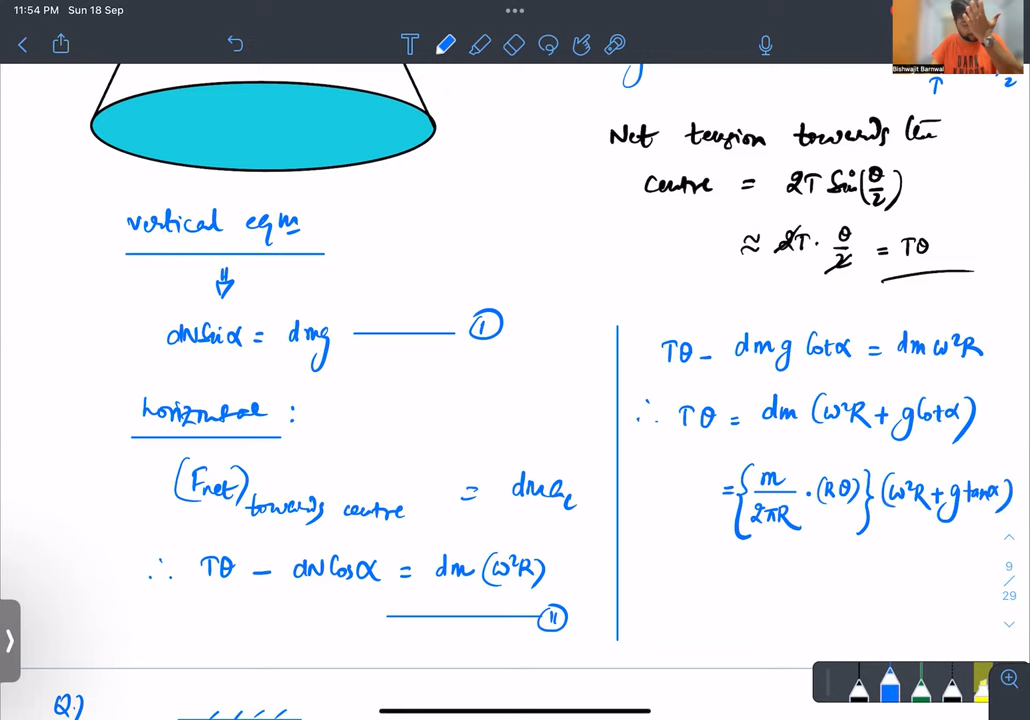 11:54 PM Sun 18 Sep
Bishwajit Barnwal
DARK
Net tension towards the
centre = 2T Sin(θ/2)
≈ 2T · θ/2 = Tθ
vertical eqm
dN Sinα = dmg ——— (I)
horizontal :
(Fnet) towards centre = dm ac
∴ Tθ - dN Cosα = dm (ω²R)
——— (II)
Tθ - dmg Cotα = dm ω²R
∴ Tθ = dm (ω²R + g Cotα)
= {m/2πR · (Rθ)} (ω²R + g tanα)
9
/
29
Q.)